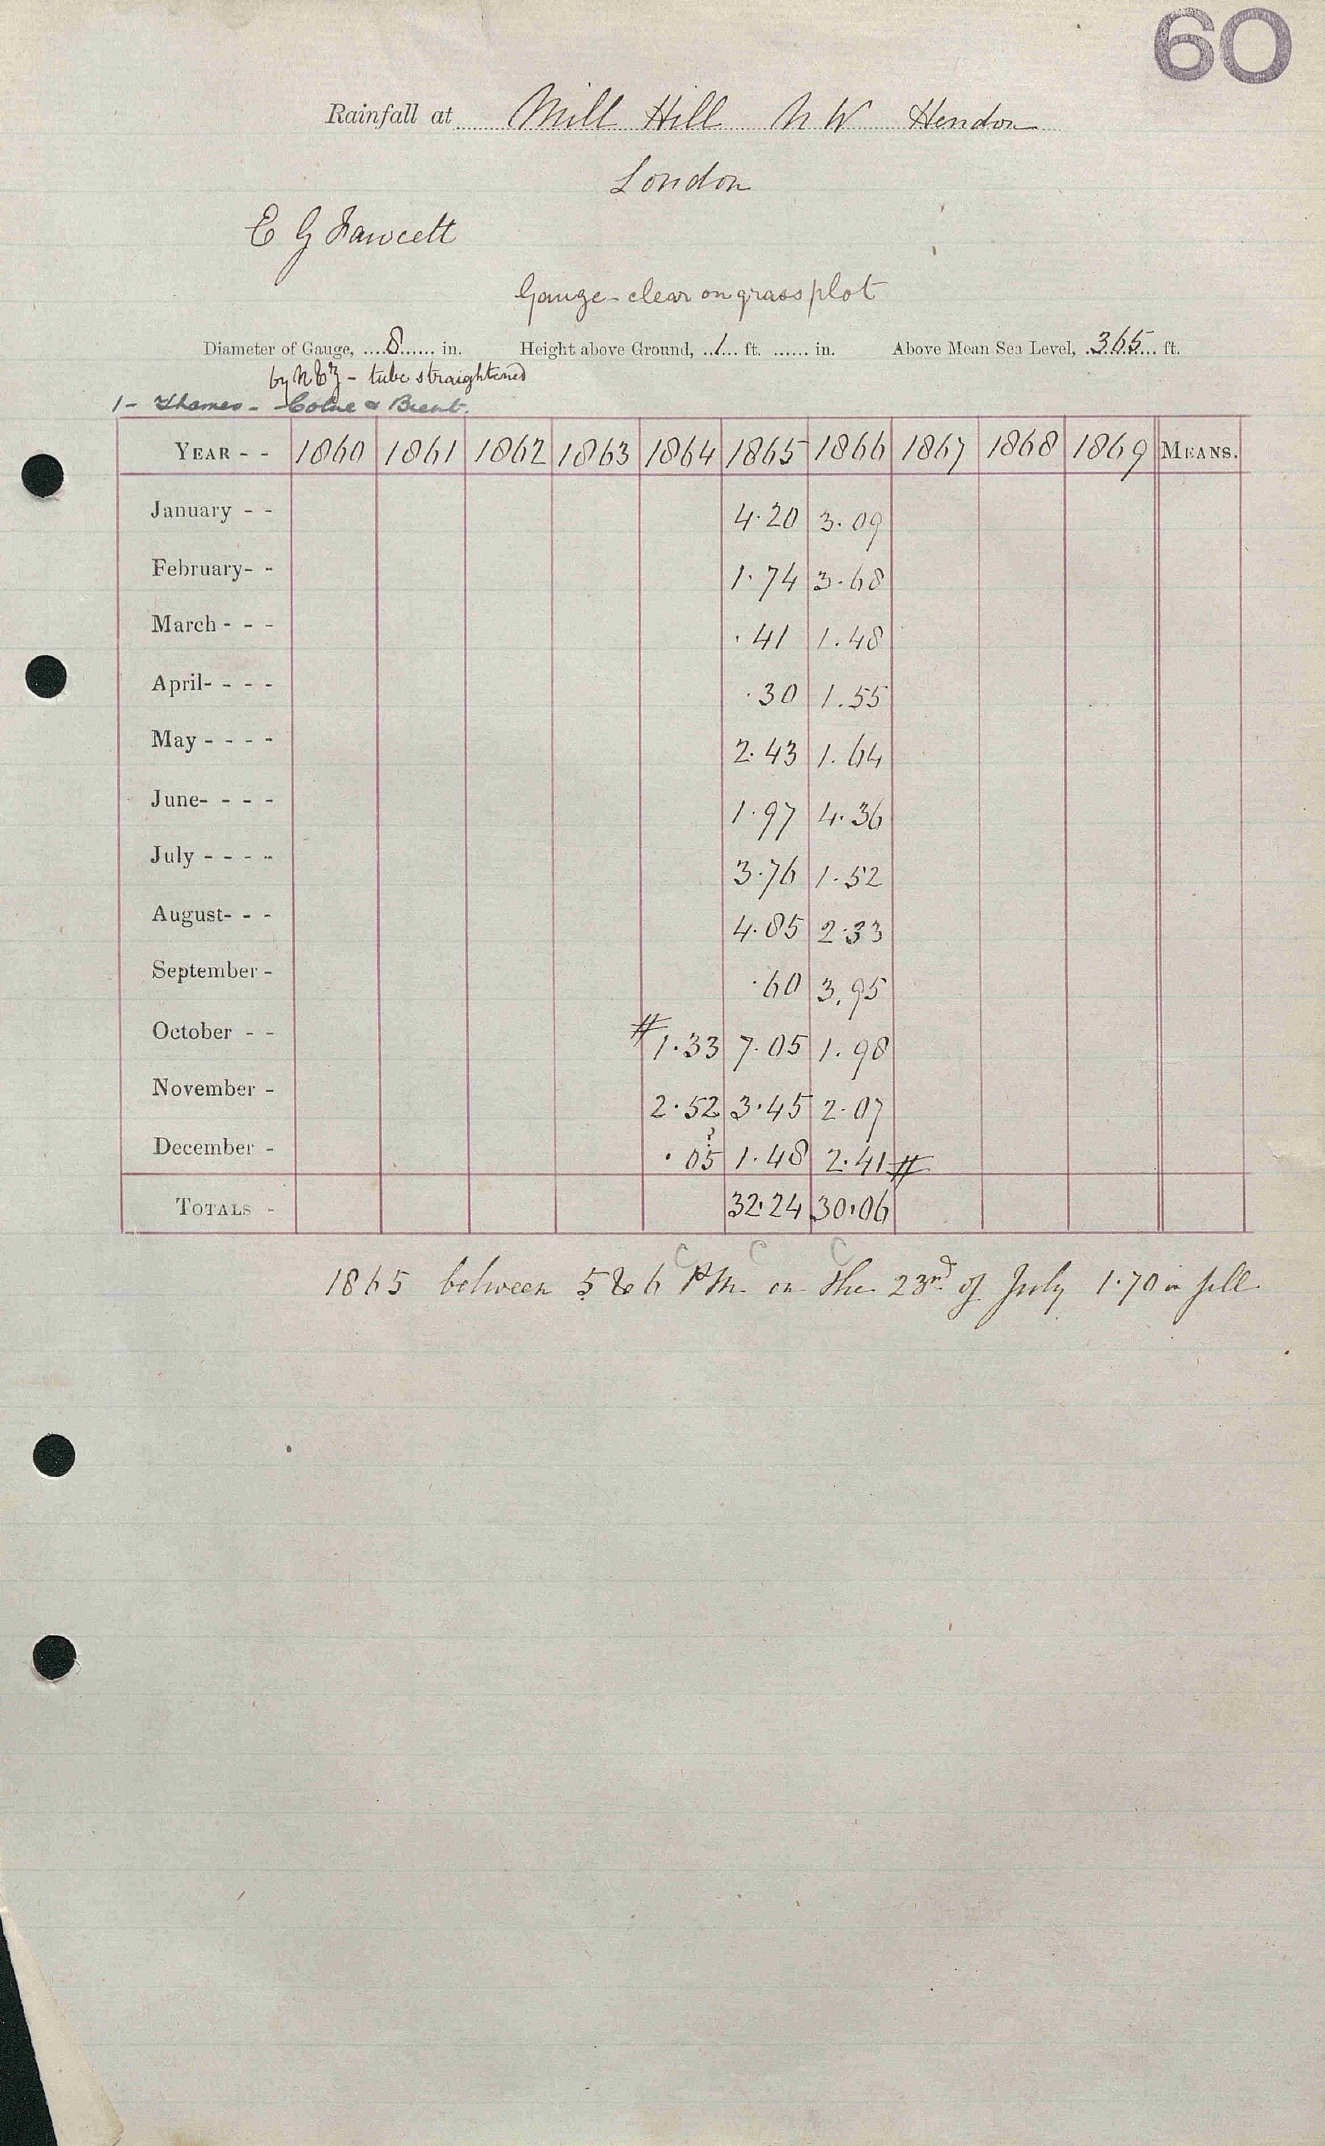 60
Rainfall at Mill Hill N W Hendon
London
E G Fawcett
Gauge - clear on grass plot
Diameter of Gauge, ....8...... in. Height above Ground, ..1... ft. ...... in. Above Mean Sea Level, ..365... ft.
by - tube straightened
1- Thames - Colne & Brent.
YEAR - - 1860 1861 1862 1863 1864 1865 1866 1867 1868 1869 MEANS.
January - - 4.20 3.09
February- - 1.74 3.68
March - - - .41 1.48
April- - - - .30 1.55
May - - - - 2.43 1.64
June- - - - 1.97 4.36
July - - - - 3.76 1.52
August- - - 4.85 2.33
September - .60 3.95
October - - # 1.33 7.05 1.98
November - 2.52 3.45 2.07
December - .05 ? 1.48 2.41 #
TOTALS - 32.24 30.06
C C C
1865 between 5 & 6 P.M. on the 23rd of July 1.70 in fell